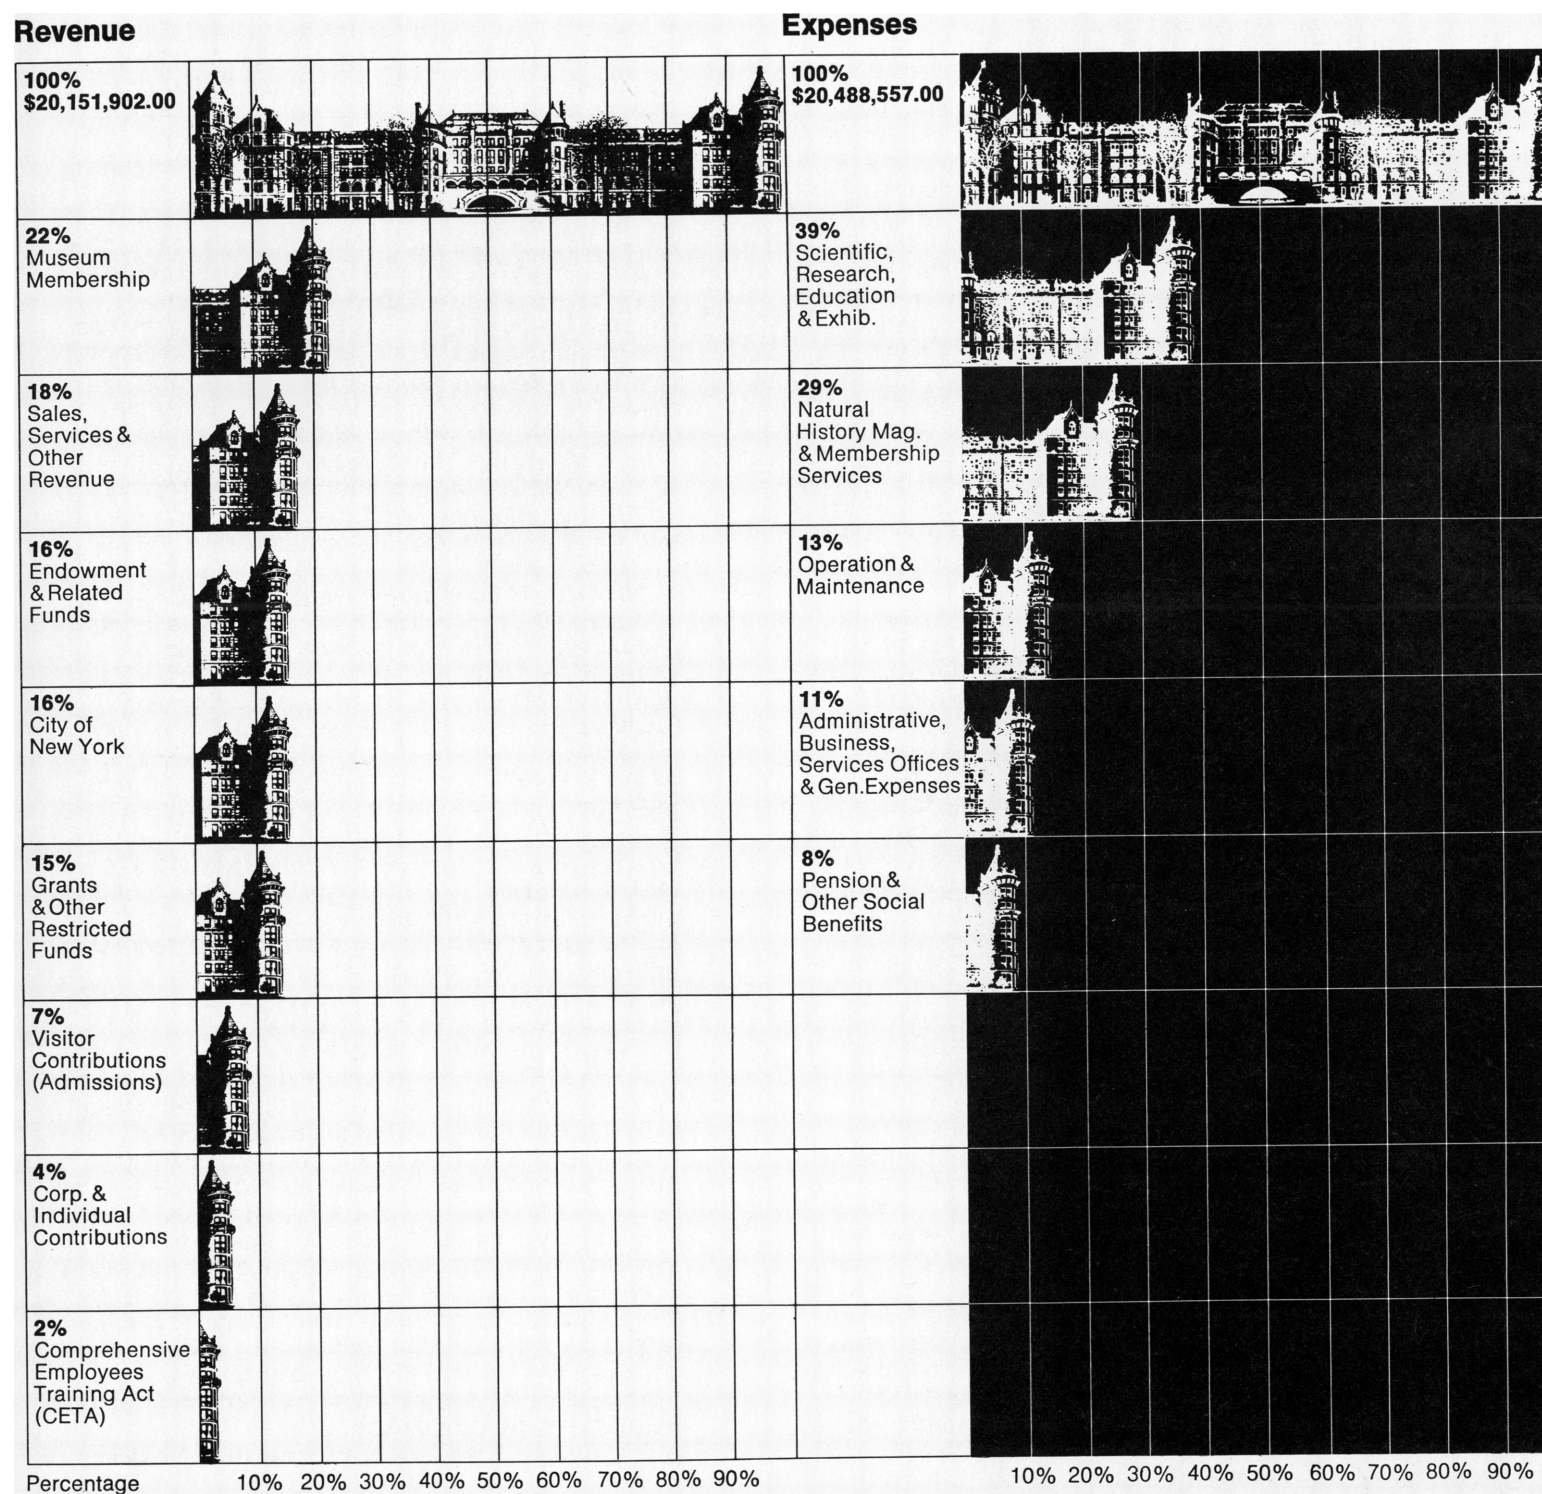 Revenue
100%
$20,151,902.00
22%
Museum
Membership
18%
Sales,
Services &
Other
Revenue
16%
Endowment
& Related
Funds
16%
City of
New York
15%
Grants
& Other
Restricted
Funds
7%
Visitor
Contributions
(Admissions)
4%
Corp. &
Individual
Contributions
2%
Comprehensive
Employees
Training Act
(CETA)
Percentage 10% 20% 30% 40% 50% 60% 70% 80% 90%
Expenses
100%
$20,488,557.00
39%
Scientific,
Research,
Education
& Exhib.
29%
Natural
History Mag.
& Membership
Services
13%
Operation &
Maintenance
11%
Administrative,
Business,
Services Offices
& Gen.Expenses
8%
Pension &
Other Social
Benefits
10% 20% 30% 40% 50% 60% 70% 80% 90%